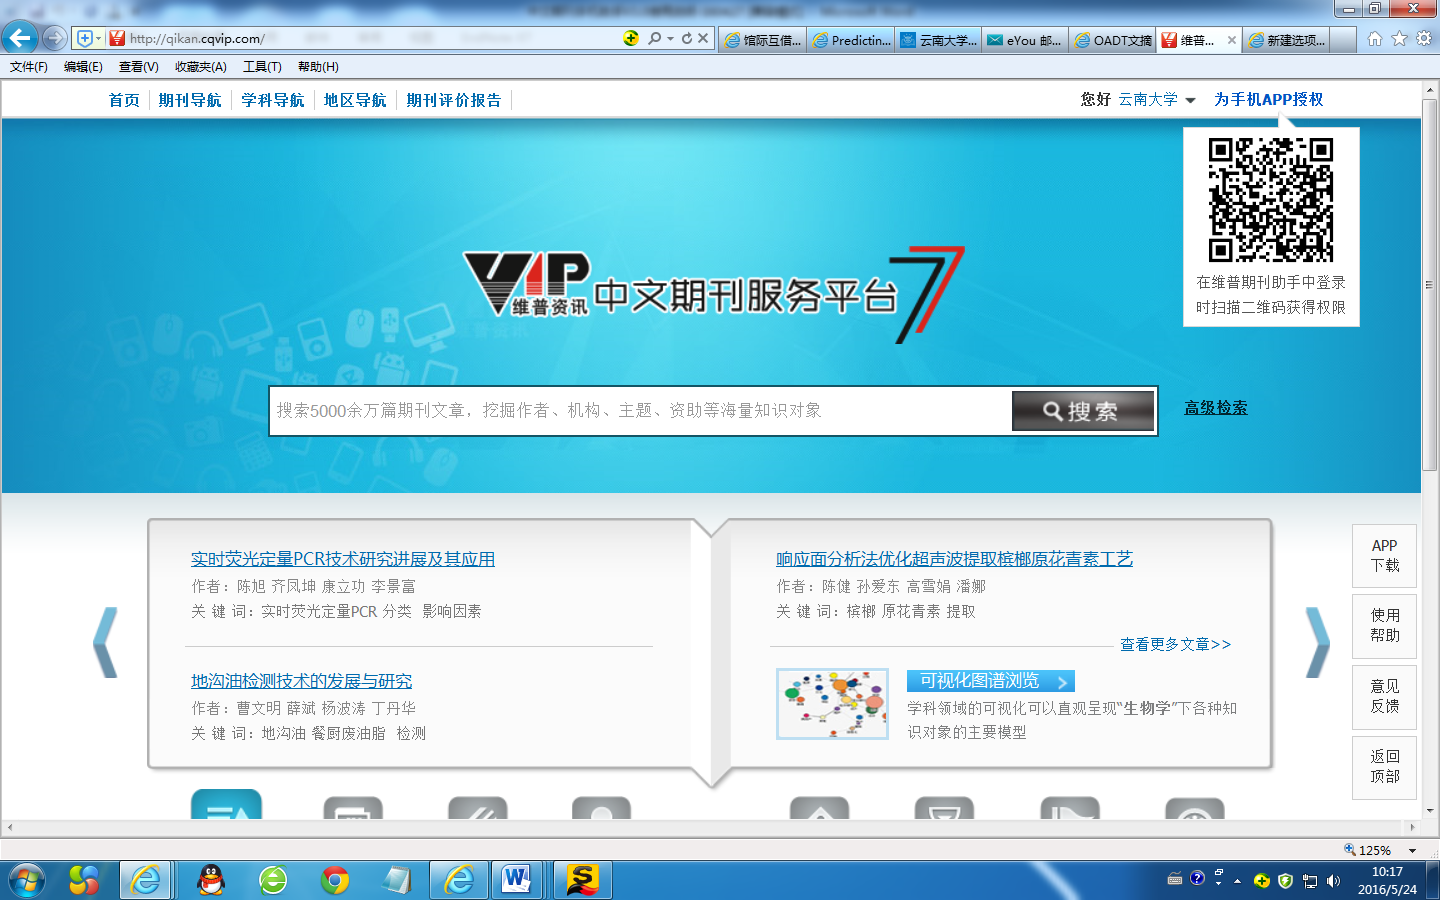 http://qikan.cqvip.com/
馆际互借...
Predictin...
云南大学...
eYou 邮...
OADT文摘
维普...
新建选项...
文件(F) 编辑(E) 查看(V) 收藏夹(A) 工具(T) 帮助(H)
首页 期刊导航 学科导航 地区导航 期刊评价报告
您好 云南大学 为手机APP授权
在维普期刊助手中登录
时扫描二维码获得权限
VIP 维普资讯 中文期刊服务平台 7
搜索5000余万篇期刊文章，挖掘作者、机构、主题、资助等海量知识对象
搜索
高级检索
实时荧光定量PCR技术研究进展及其应用
作者：陈旭 齐凤坤 康立功 李景富
关 键 词：实时荧光定量PCR 分类 影响因素
地沟油检测技术的发展与研究
作者：曹文明 薛斌 杨波涛 丁丹华
关 键 词：地沟油 餐厨废油脂 检测
响应面分析法优化超声波提取槟榔原花青素工艺
作者：陈健 孙爱东 高雪娟 潘娜
关 键 词：槟榔 原花青素 提取
查看更多文章>>
可视化图谱浏览
学科领域的可视化可以直观呈现“生物学”下各种知
识对象的主要模型
APP
下载
使用
帮助
意见
反馈
返回
顶部
125%
10:17
2016/5/24